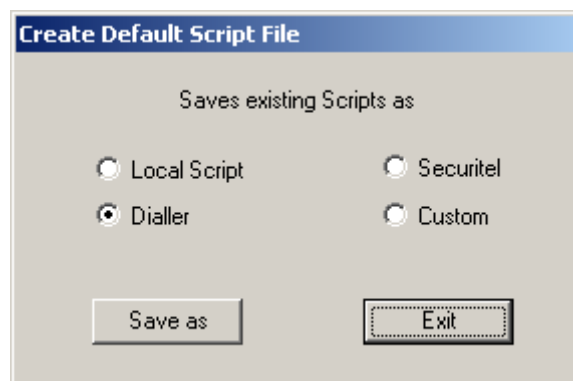 Create Default Script File
Saves existing Scripts as
Local Script
Securitel
Dialler
Custom
Save as
Exit